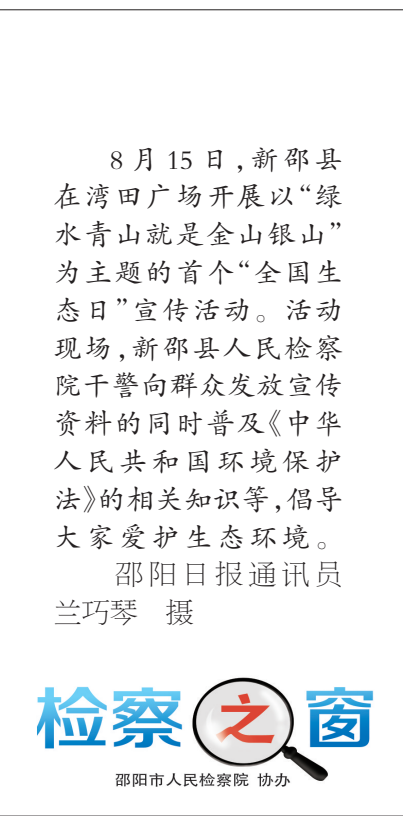 8月15日，新邵县
在湾田广场开展以“绿
水青山就是金山银山”
为主题的首个“全国生
态日”宣传活动。活动
现场，新邵县人民检察
院干警向群众发放宣传
资料的同时普及《中华
人民共和国环境保护
法》的相关知识等，倡导
大家爱护生态环境。
邵阳日报通讯员
兰巧琴 摄
检察之窗
邵阳市人民检察院 协办